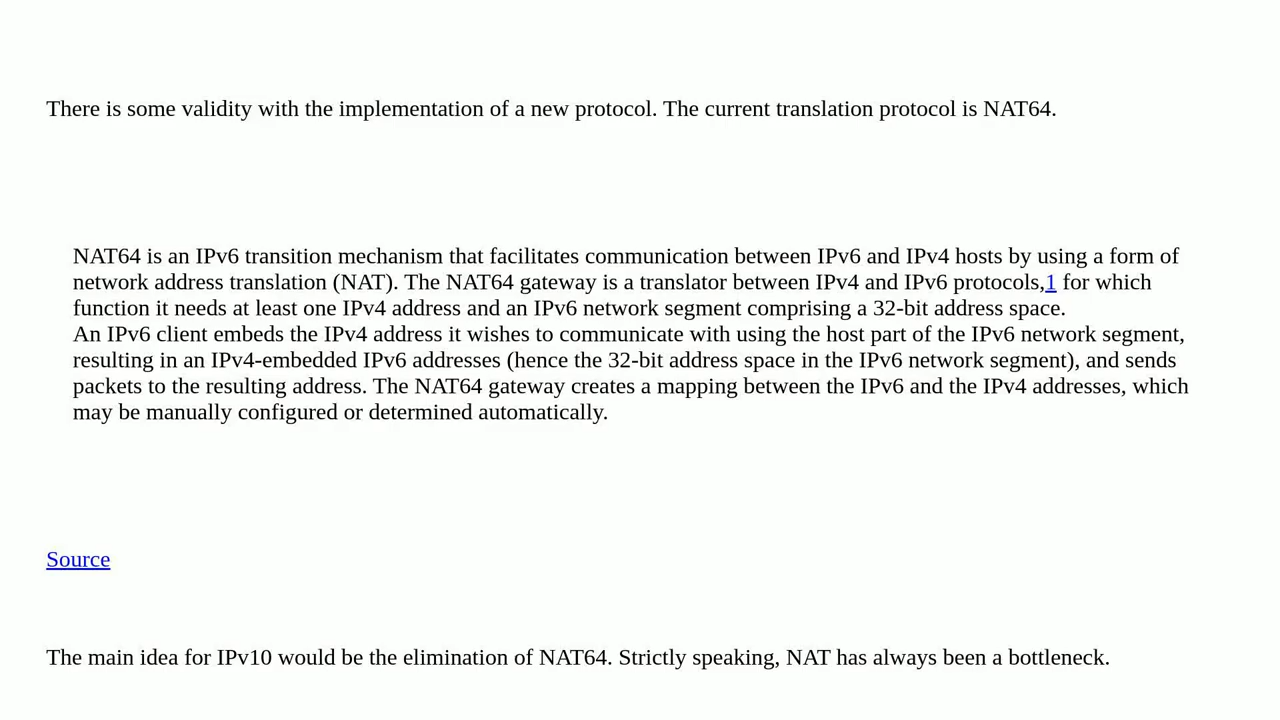 There is some validity with the implementation of a new protocol. The current translation protocol is NAT64.
NAT64 is an IPv6 transition mechanism that facilitates communication between IPv6 and IPv4 hosts by using a form of
network address translation (NAT). The NAT64 gateway is a translator between IPv4 and IPv6 protocols,1 for which
function it needs at least one IPv4 address and an IPv6 network segment comprising a 32-bit address space.
An IPv6 client embeds the IPv4 address it wishes to communicate with using the host part of the IPv6 network segment,
resulting in an IPv4-embedded IPv6 addresses (hence the 32-bit address space in the IPv6 network segment), and sends
packets to the resulting address. The NAT64 gateway creates a mapping between the IPv6 and the IPv4 addresses, which
may be manually configured or determined automatically.
Source
The main idea for IPv10 would be the elimination of NAT64. Strictly speaking, NAT has always been a bottleneck.